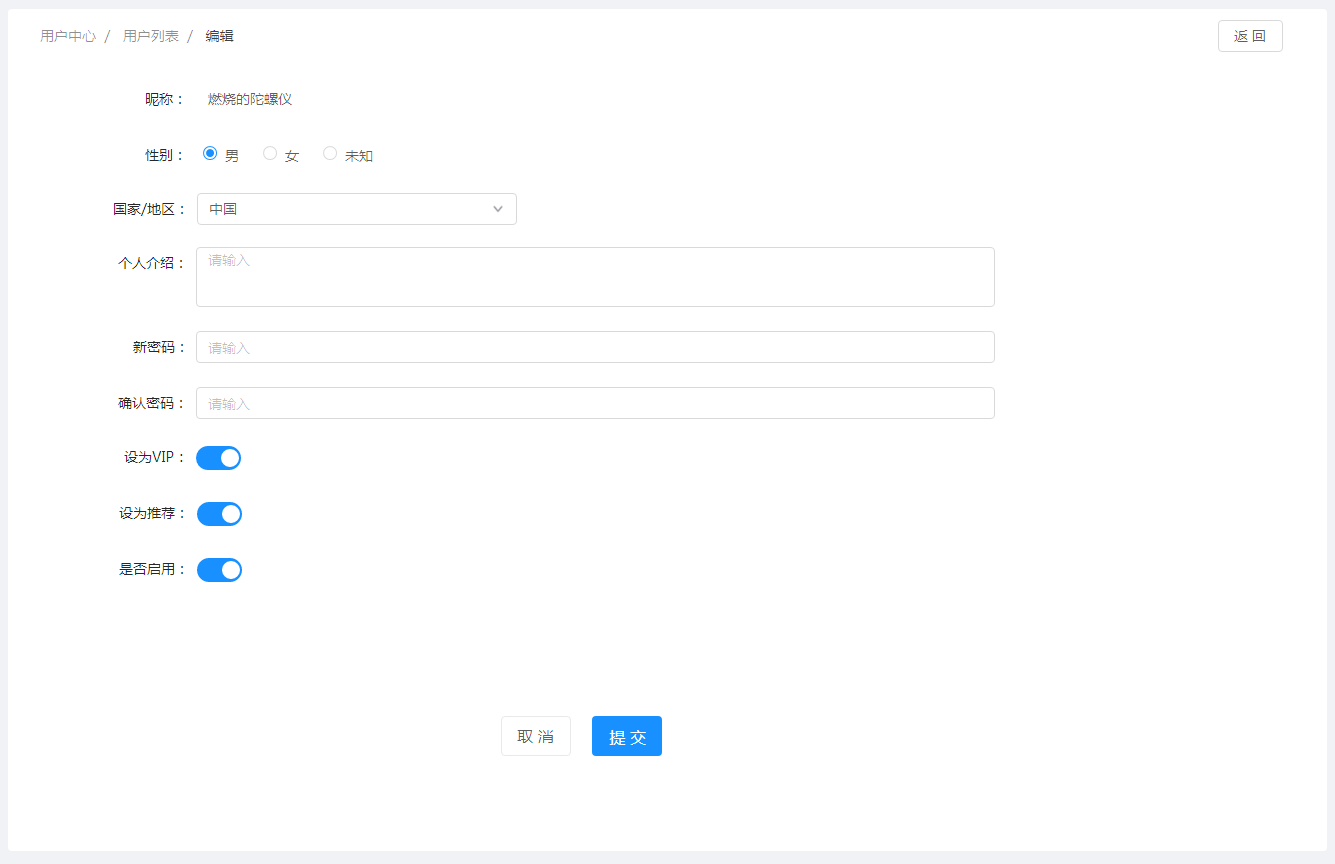 用户中心 / 用户列表 / 编辑 返 回
昵称： 燃烧的陀螺仪
性别： 男 女 未知
国家/地区： 中国
个人介绍： 请输入
新密码： 请输入
确认密码： 请输入
设为VIP：
设为推荐：
是否启用：
取 消 提 交